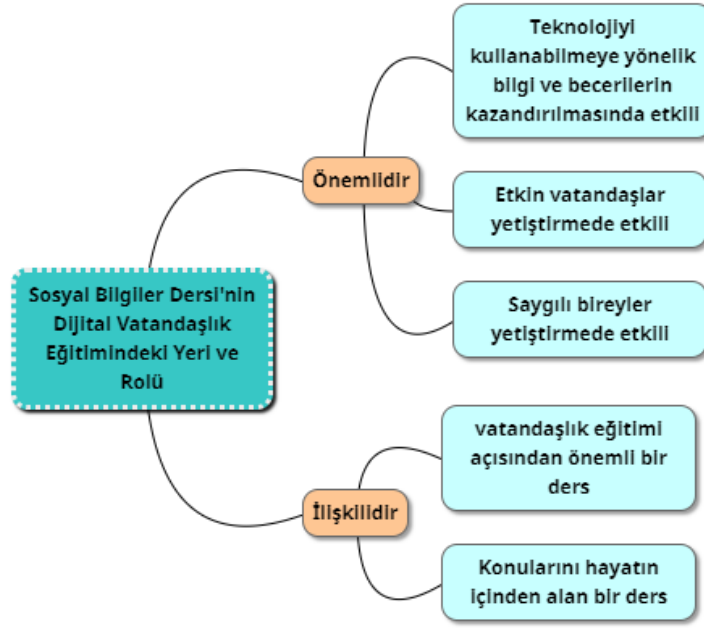 Teknolojiyi
kullanabilmeye yönelik
bilgi ve becerilerin
kazandırılmasında etkili
Önemlidir
Etkin vatandaşlar
yetiştirmede etkili
Saygılı bireyler
yetiştirmede etkili
Sosyal Bilgiler Dersi'nin
Dijital Vatandaşlık
Eğitimindeki Yeri ve
Rolü
vatandaşlık eğitimi
açısından önemli bir
ders
İlişkilidir
Konularını hayatın
içinden alan bir ders